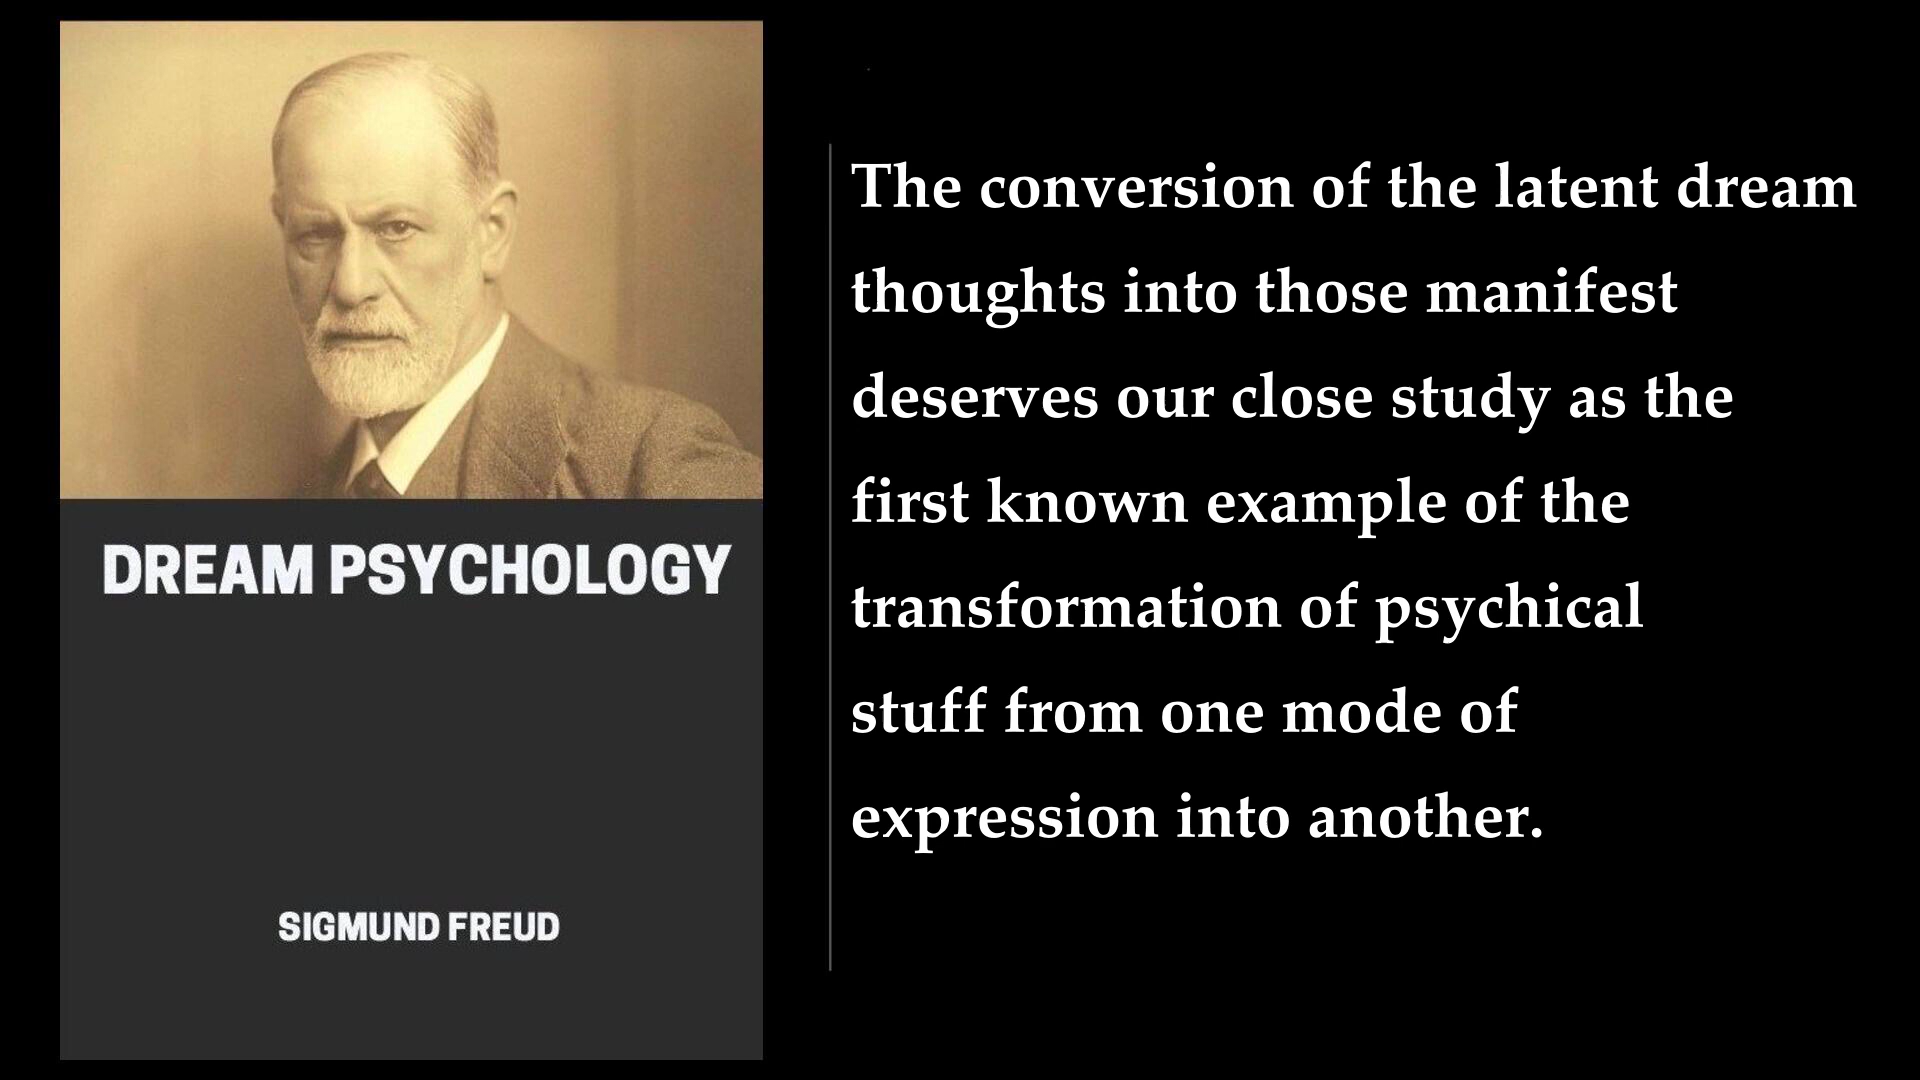 DREAM PSYCHOLOGY
SIGMUND FREUD
The conversion of the latent dream
thoughts into those manifest
deserves our close study as the
first known example of the
transformation of psychical
stuff from one mode of
expression into another.